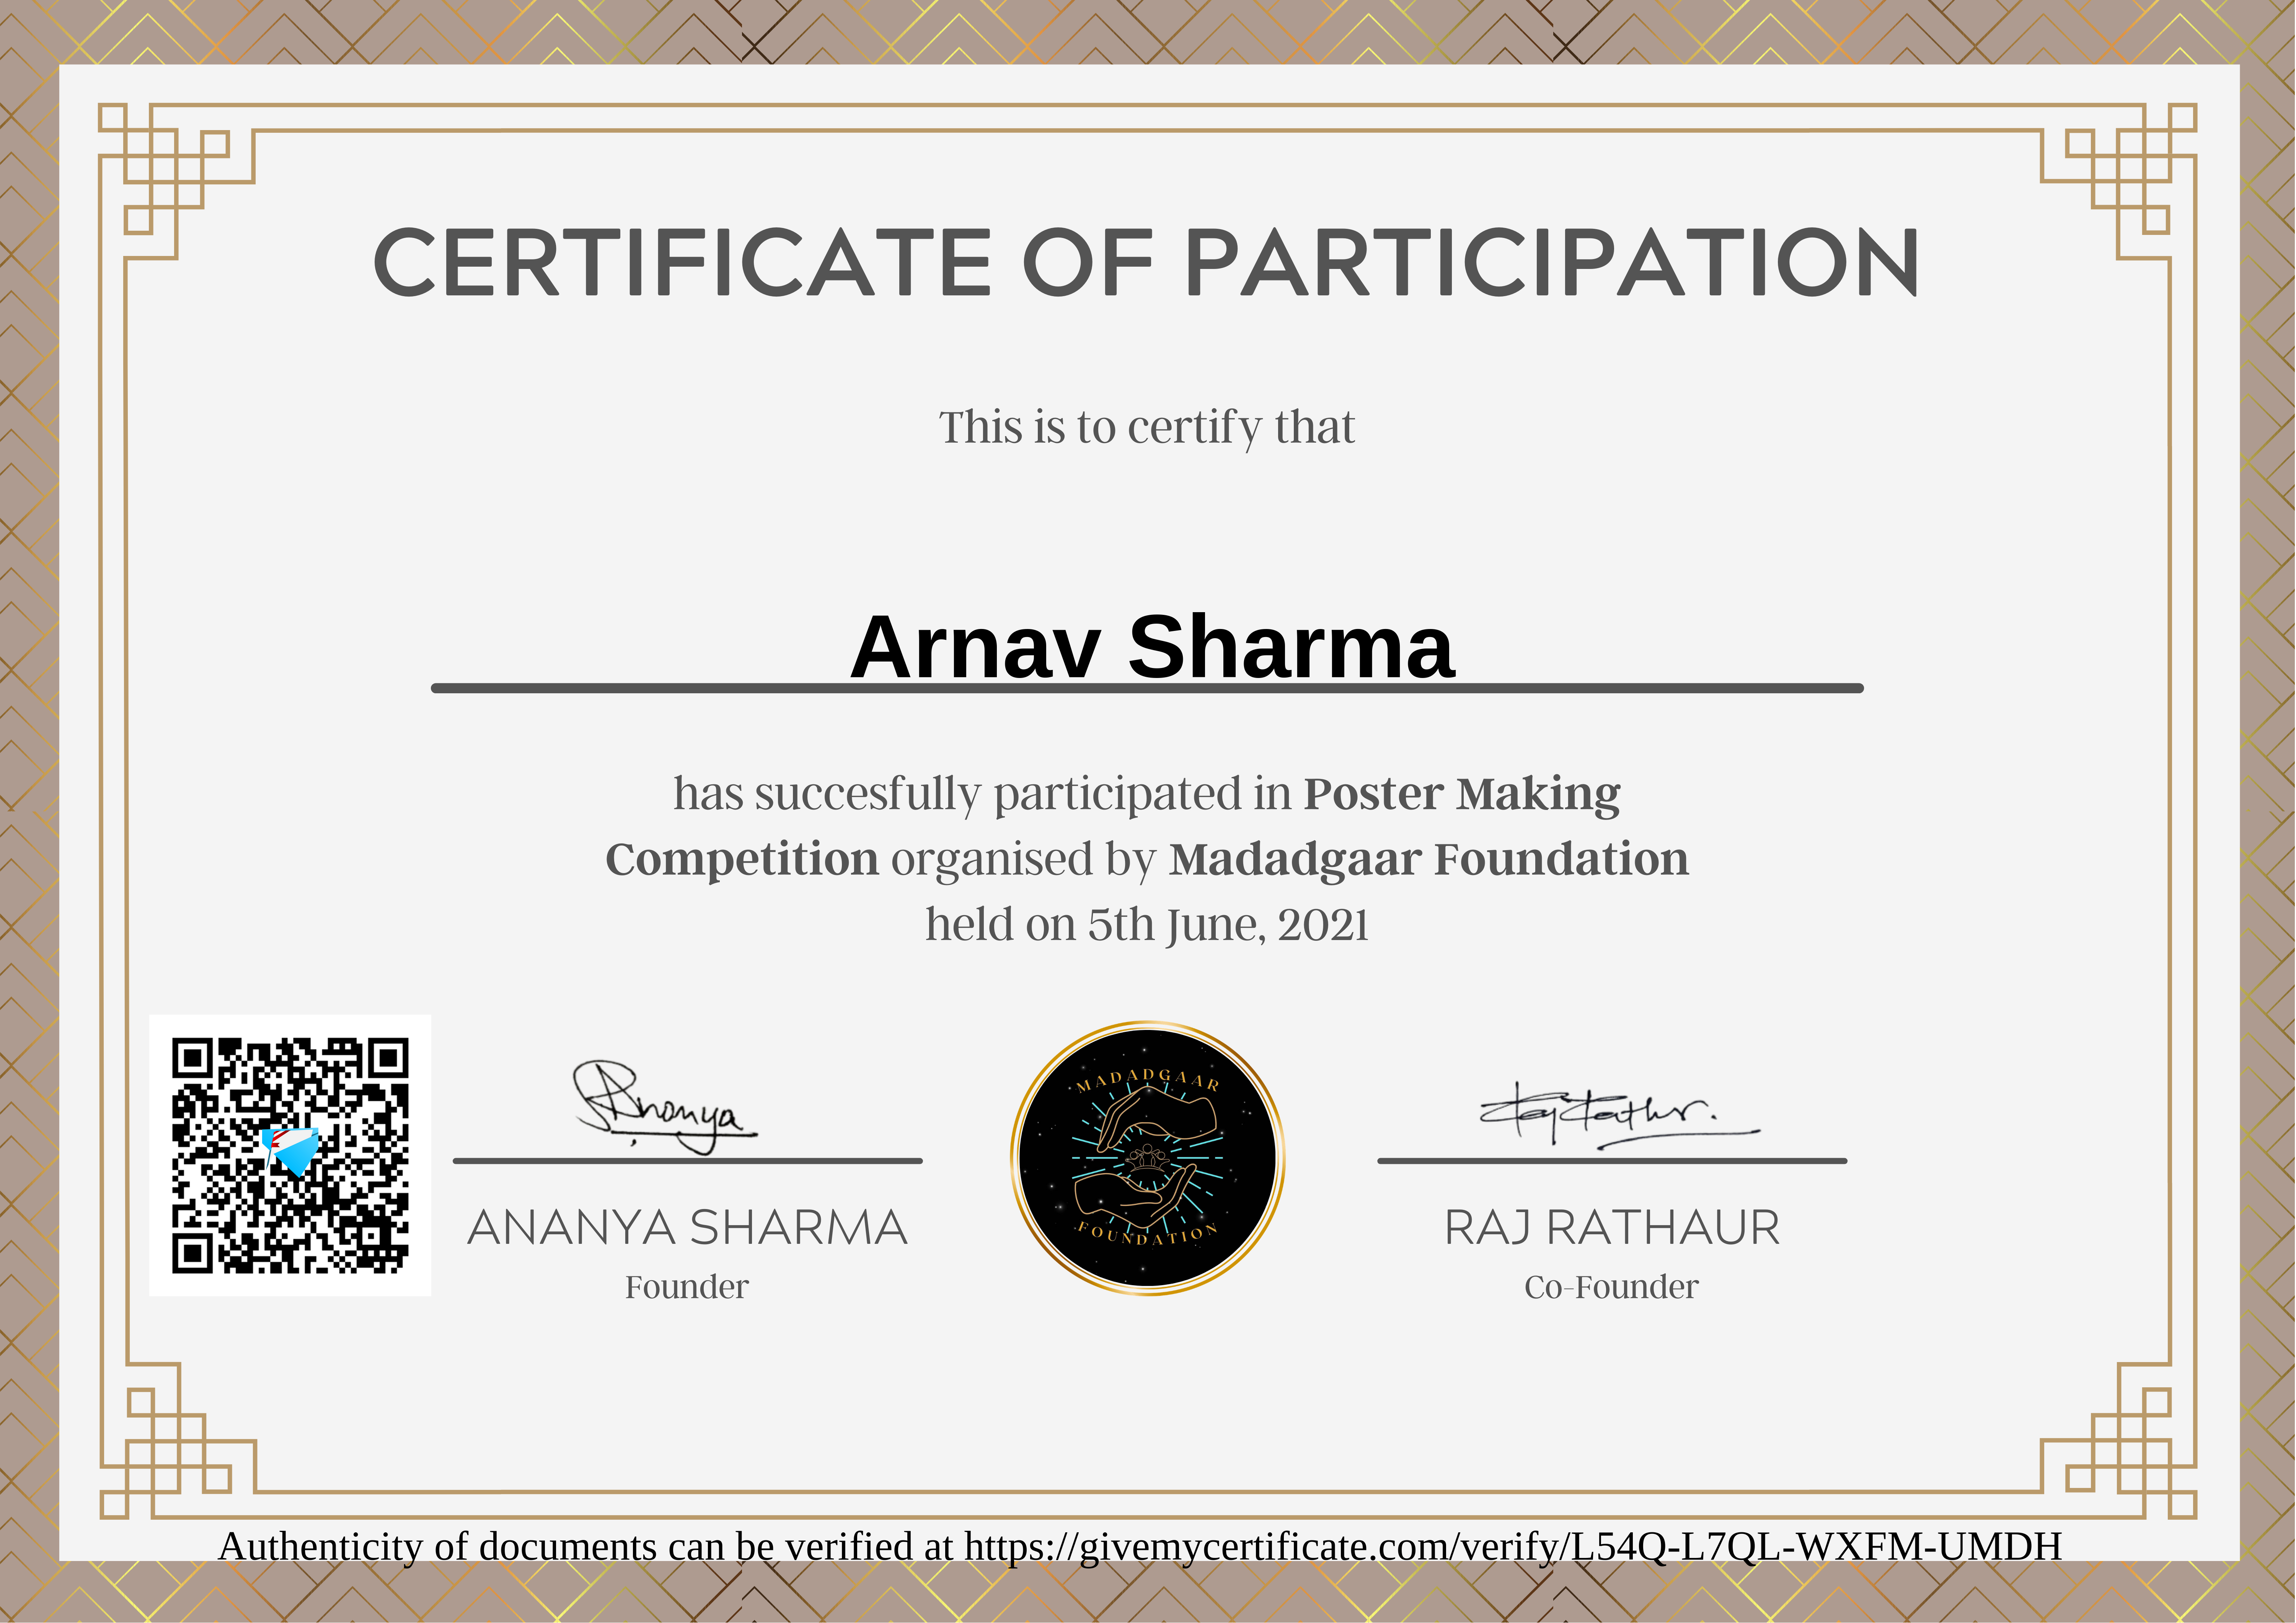 CERTIFICATE OF PARTICIPATION
This is to certify that
Arnav Sharma
has succesfully participated in Poster Making
Competition organised by Madadgaar Foundation
held on 5th June, 2021
Ananya
MADADGAAR
FOUNDATION
Raj Rathur.
ANANYA SHARMA
Founder
RAJ RATHAUR
Co-Founder
Authenticity of documents can be verified at https://givemycertificate.com/verify/L54Q-L7QL-WXFM-UMDH